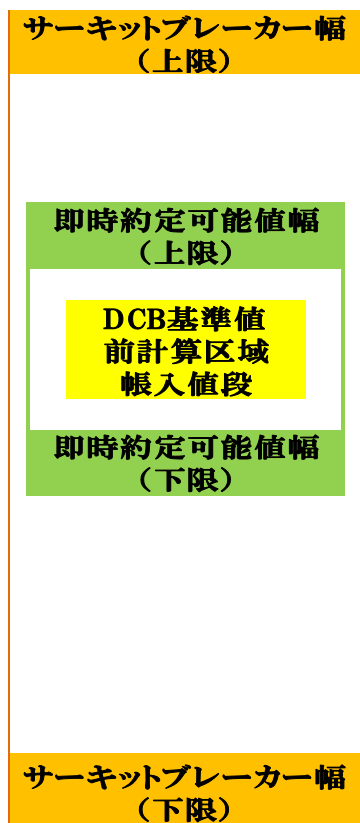 サーキットブレーカー幅
（上限）
即時約定可能値幅
（上限）
DCB基準値
前計算区域
帳入値段
即時約定可能値幅
（下限）
サーキットブレーカー幅
（下限）